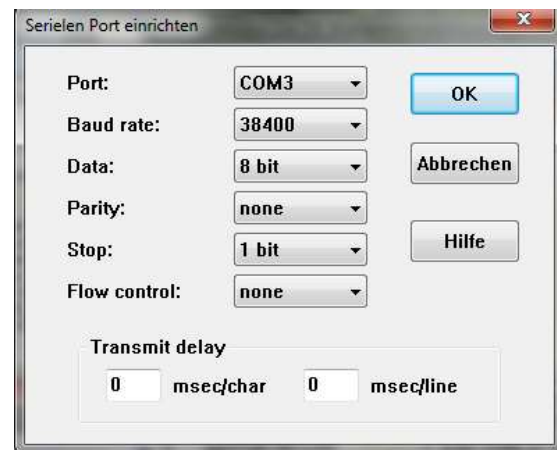 Serielen Port einrichten
Port: COM3 OK
Baud rate: 38400
Data: 8 bit Abbrechen
Parity: none
Stop: 1 bit Hilfe
Flow control: none
Transmit delay
0 msec/char 0 msec/line